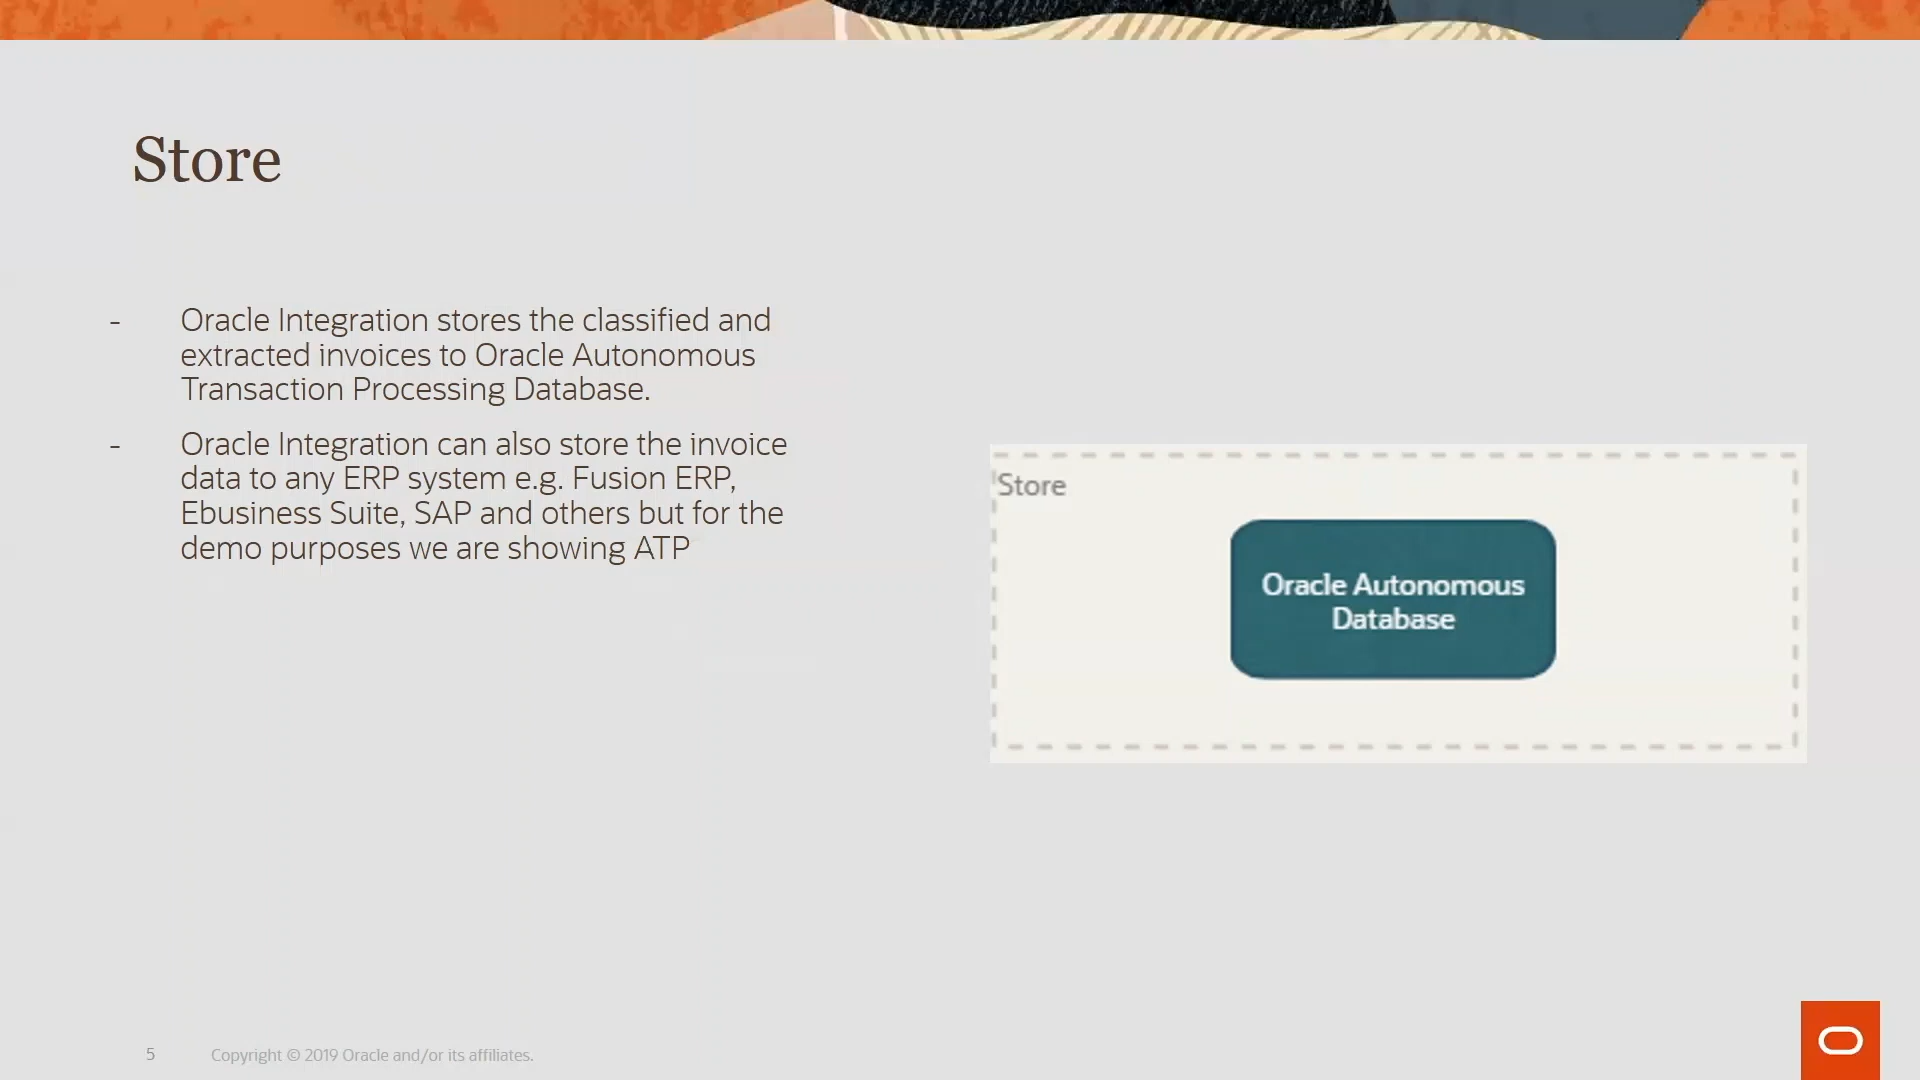 Store
- Oracle Integration stores the classified and
extracted invoices to Oracle Autonomous
Transaction Processing Database.
- Oracle Integration can also store the invoice
data to any ERP system e.g. Fusion ERP,
Ebusiness Suite, SAP and others but for the
demo purposes we are showing ATP
Store
Oracle Autonomous
Database
5 Copyright © 2019 Oracle and/or its affiliates.